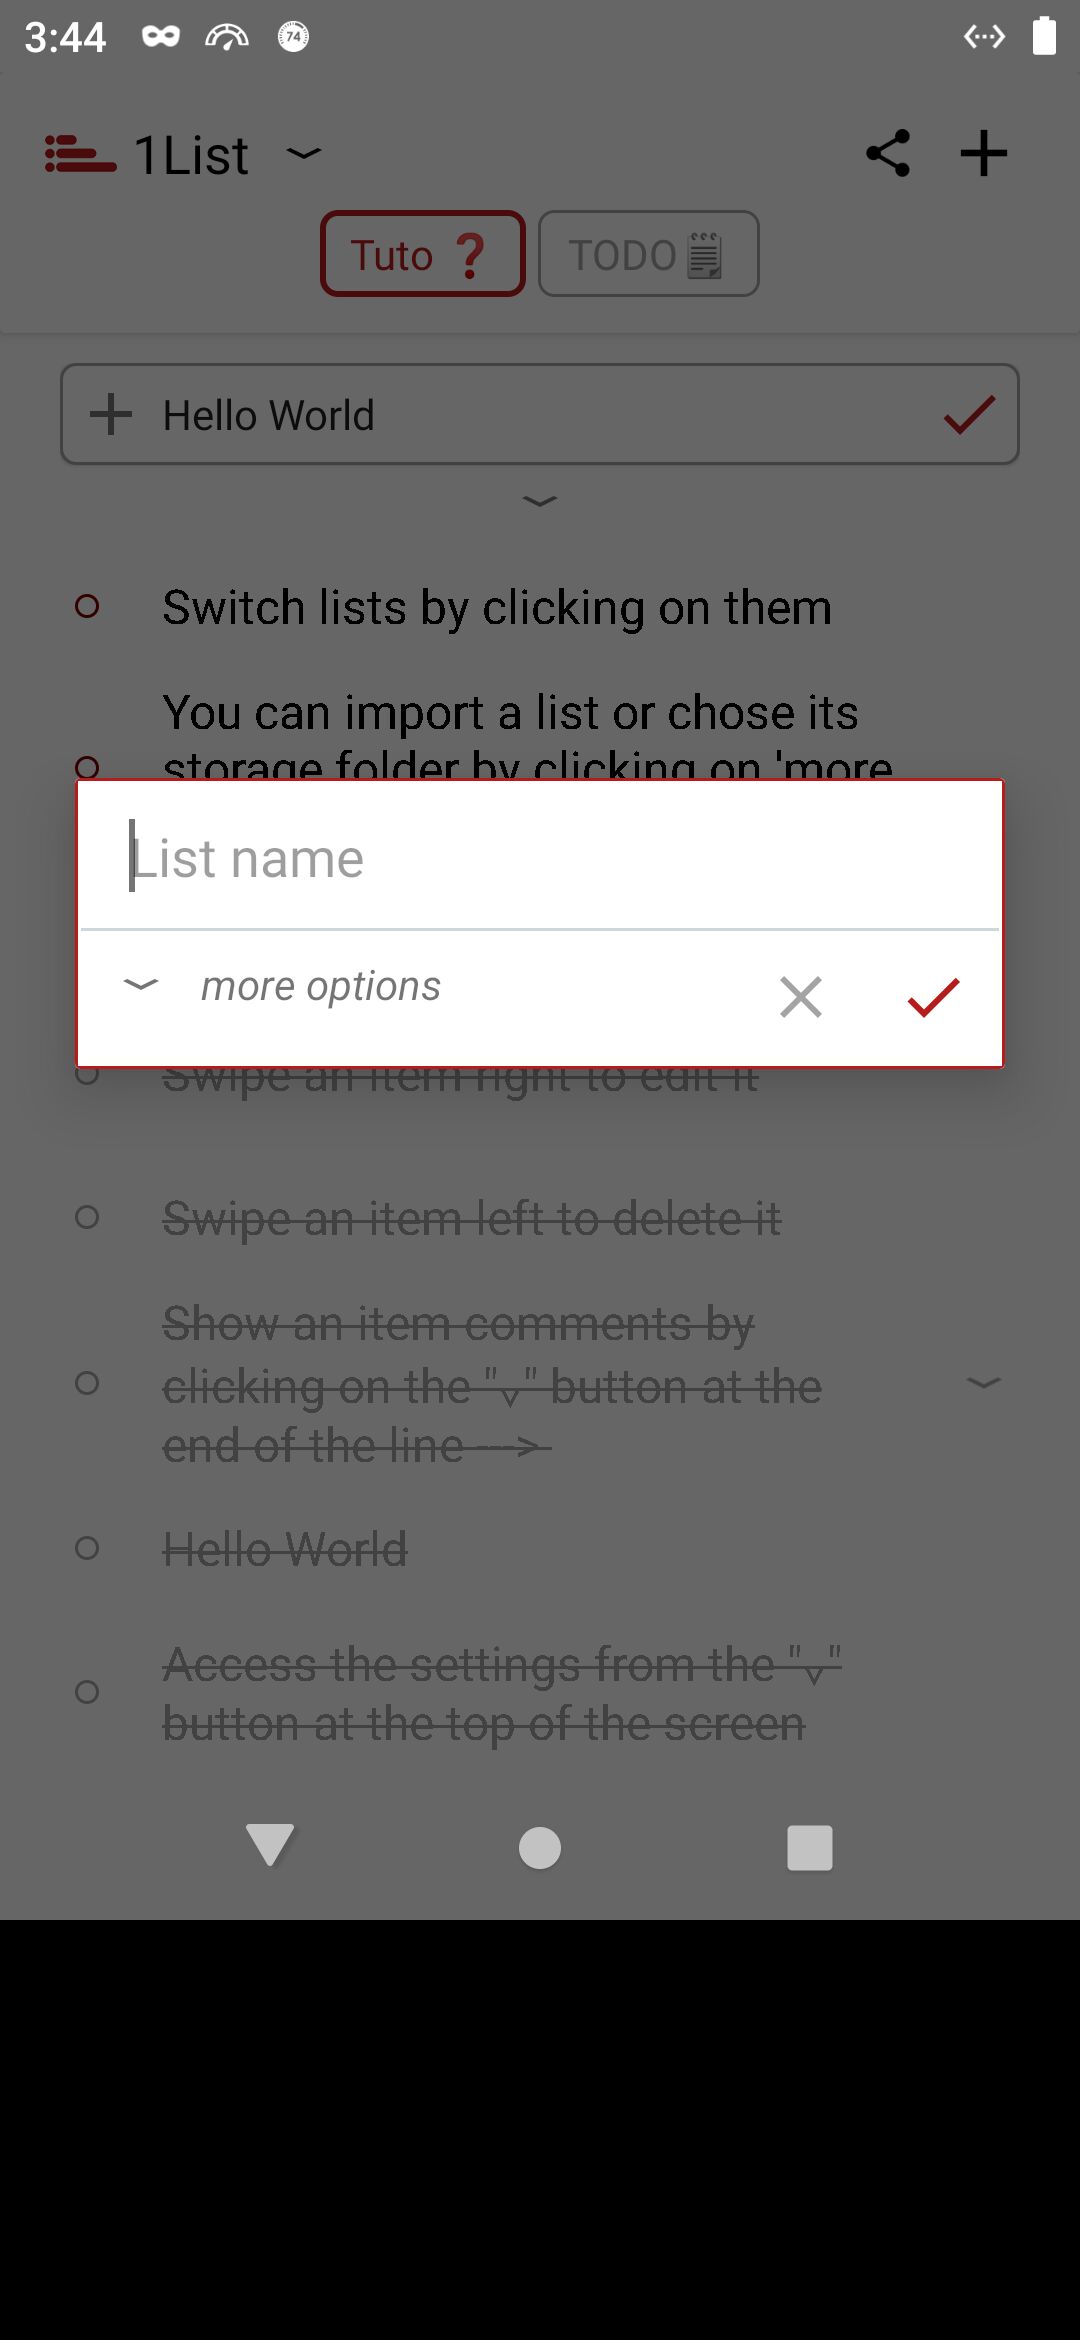 3:44
74
1List
Tuto ❓
TODO
Hello World
Switch lists by clicking on them
You can import a list or chose its
storage folder by clicking on 'more
List name
more options
Swipe an item right to edit it
Swipe an item left to delete it
Show an item comments by
clicking on the "﹀" button at the
end of the line --->
Hello World
Access the settings from the "﹀"
button at the top of the screen